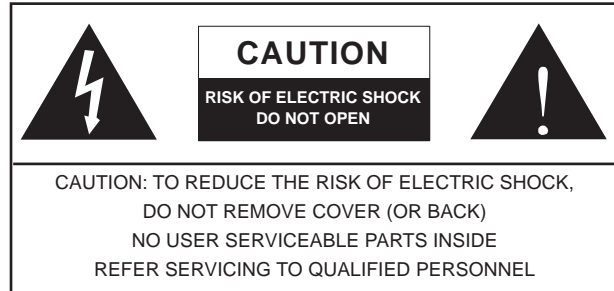 CAUTION
RISK OF ELECTRIC SHOCK
DO NOT OPEN
!
CAUTION: TO REDUCE THE RISK OF ELECTRIC SHOCK,
DO NOT REMOVE COVER (OR BACK)
NO USER SERVICEABLE PARTS INSIDE
REFER SERVICING TO QUALIFIED PERSONNEL